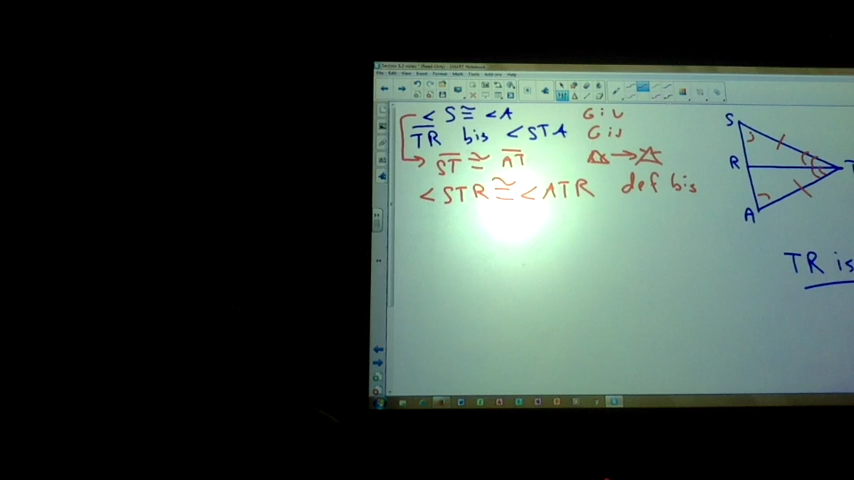 < S ≅ < A Giv
TR bis < STA Giv
ST ≅ AT
< STR ≅ < ATR def bis
S
R
T
A
TR is